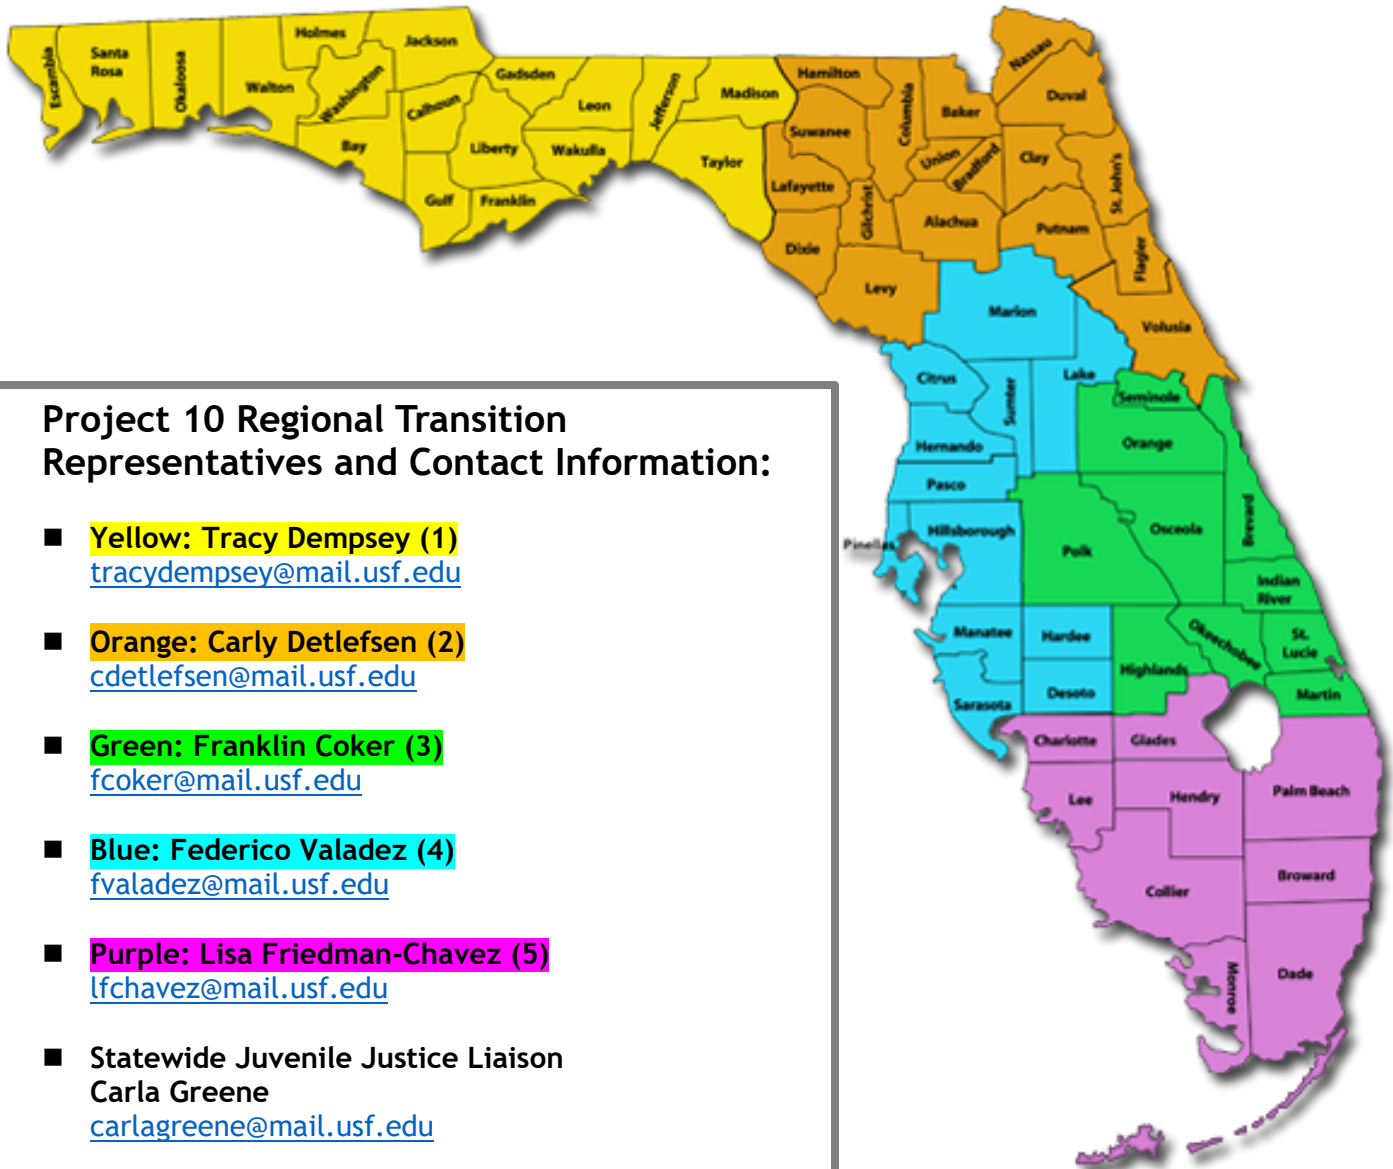 Escambia
Santa
Rosa
Okaloosa
Walton
Holmes
Washington
Jackson
Bay
Calhoun
Gulf
Liberty
Franklin
Gadsden
Leon
Wakulla
Jefferson
Madison
Taylor
Hamilton
Suwanee
Lafayette
Dixie
Gilchrist
Columbia
Baker
Union
Bradford
Alachua
Levy
Nassau
Duval
Clay
St. John's
Putnam
Flagler
Volusia
Marion
Citrus
Sumter
Lake
Hernando
Pasco
Pinellas
Hillsborough
Manatee
Hardee
Sarasota
Desoto
Seminole
Orange
Brevard
Osceola
Polk
Indian
River
Okeechobee
St.
Lucie
Highlands
Martin
Charlotte
Glades
Lee
Hendry
Palm Beach
Collier
Broward
Monroe
Dade
Project 10 Regional Transition
Representatives and Contact Information:
■ Yellow: Tracy Dempsey (1)
tracydempsey@mail.usf.edu
■ Orange: Carly Detlefsen (2)
cdetlefsen@mail.usf.edu
■ Green: Franklin Coker (3)
fcoker@mail.usf.edu
■ Blue: Federico Valadez (4)
fvaladez@mail.usf.edu
■ Purple: Lisa Friedman-Chavez (5)
lfchavez@mail.usf.edu
■ Statewide Juvenile Justice Liaison
Carla Greene
carlagreene@mail.usf.edu